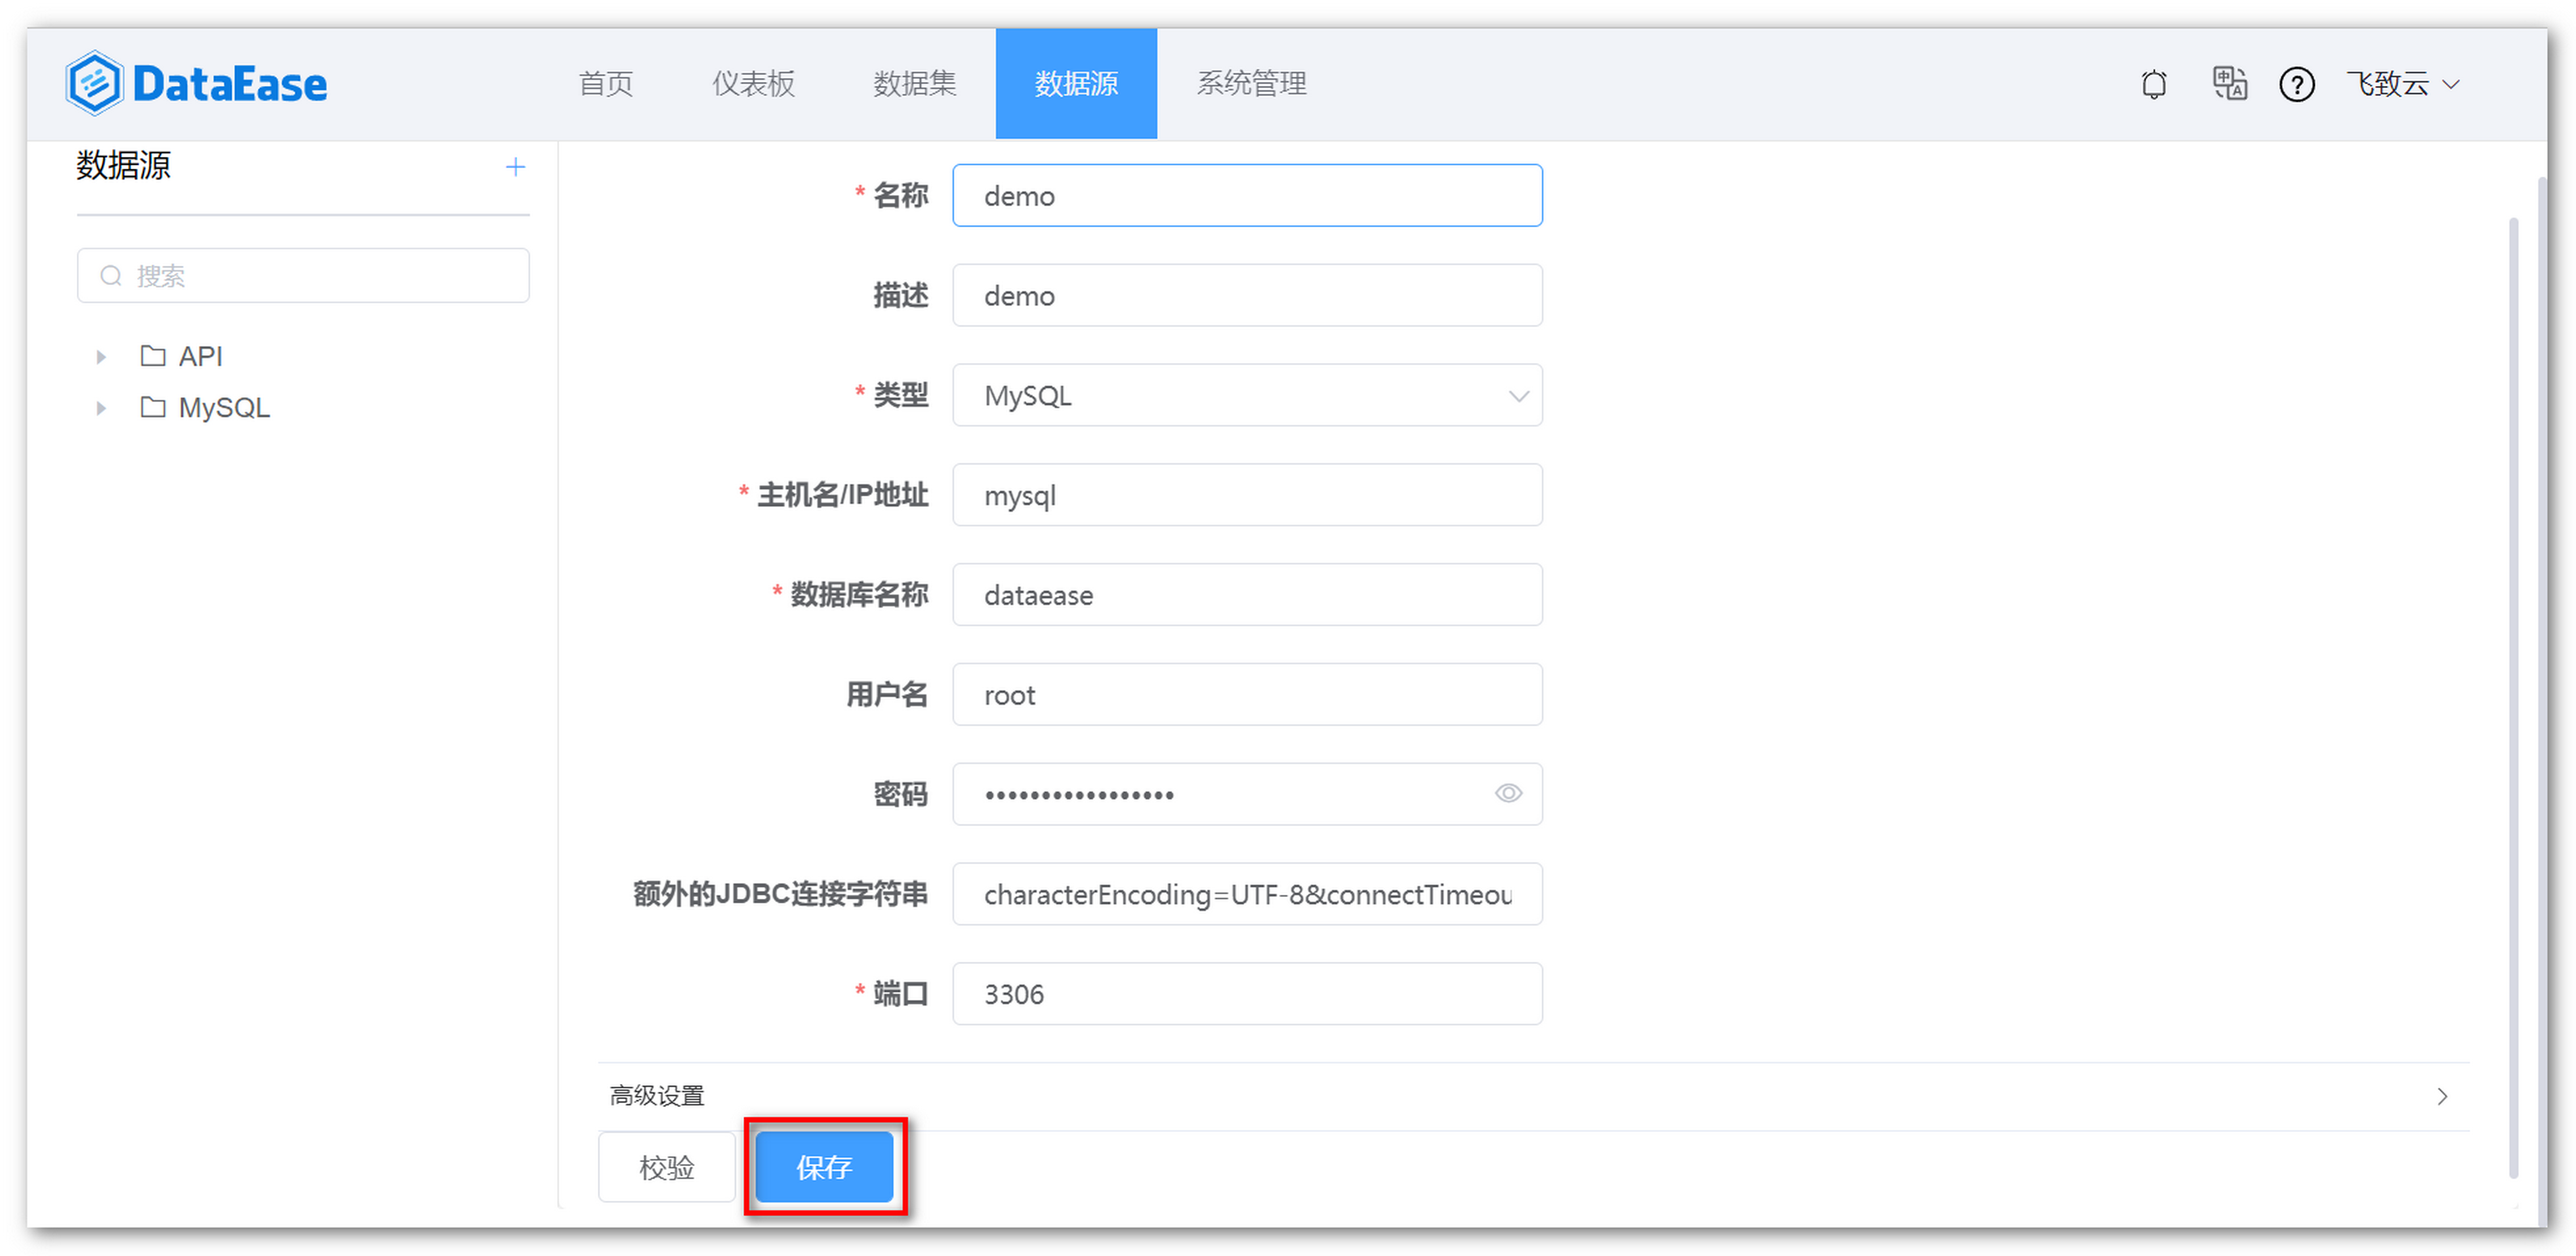 DataEase 首页 仪表板 数据集 数据源 系统管理 中 A ? 飞致云
数据源 +
搜索
API
MySQL
* 名称 demo
描述 demo
* 类型 MySQL
* 主机名/IP地址 mysql
* 数据库名称 dataease
用户名 root
密码 •••••••••••••••••
额外的JDBC连接字符串 characterEncoding=UTF-8&connectTimeou
* 端口 3306
高级设置
校验 保存